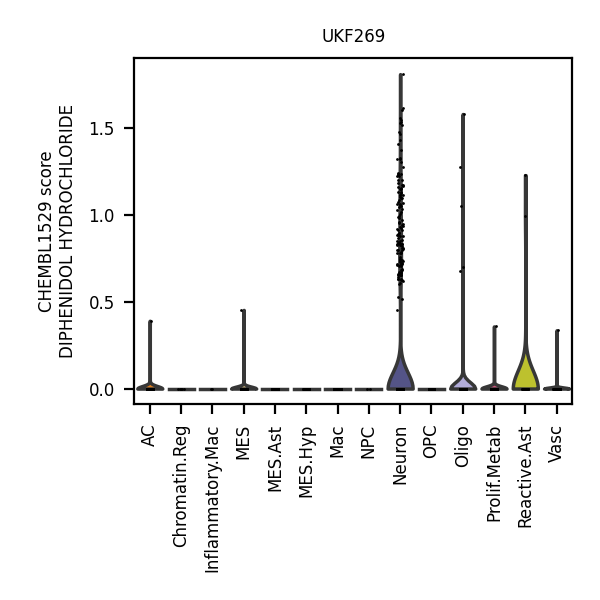 UKF269
CHEMBL1529 score
DIPHENIDOL HYDROCHLORIDE
1.5
1.0
0.5
0.0
AC
Chromatin.Reg
Inflammatory.Mac
MES
MES.Ast
MES.Hyp
Mac
NPC
Neuron
OPC
Oligo
Prolif.Metab
Reactive.Ast
Vasc